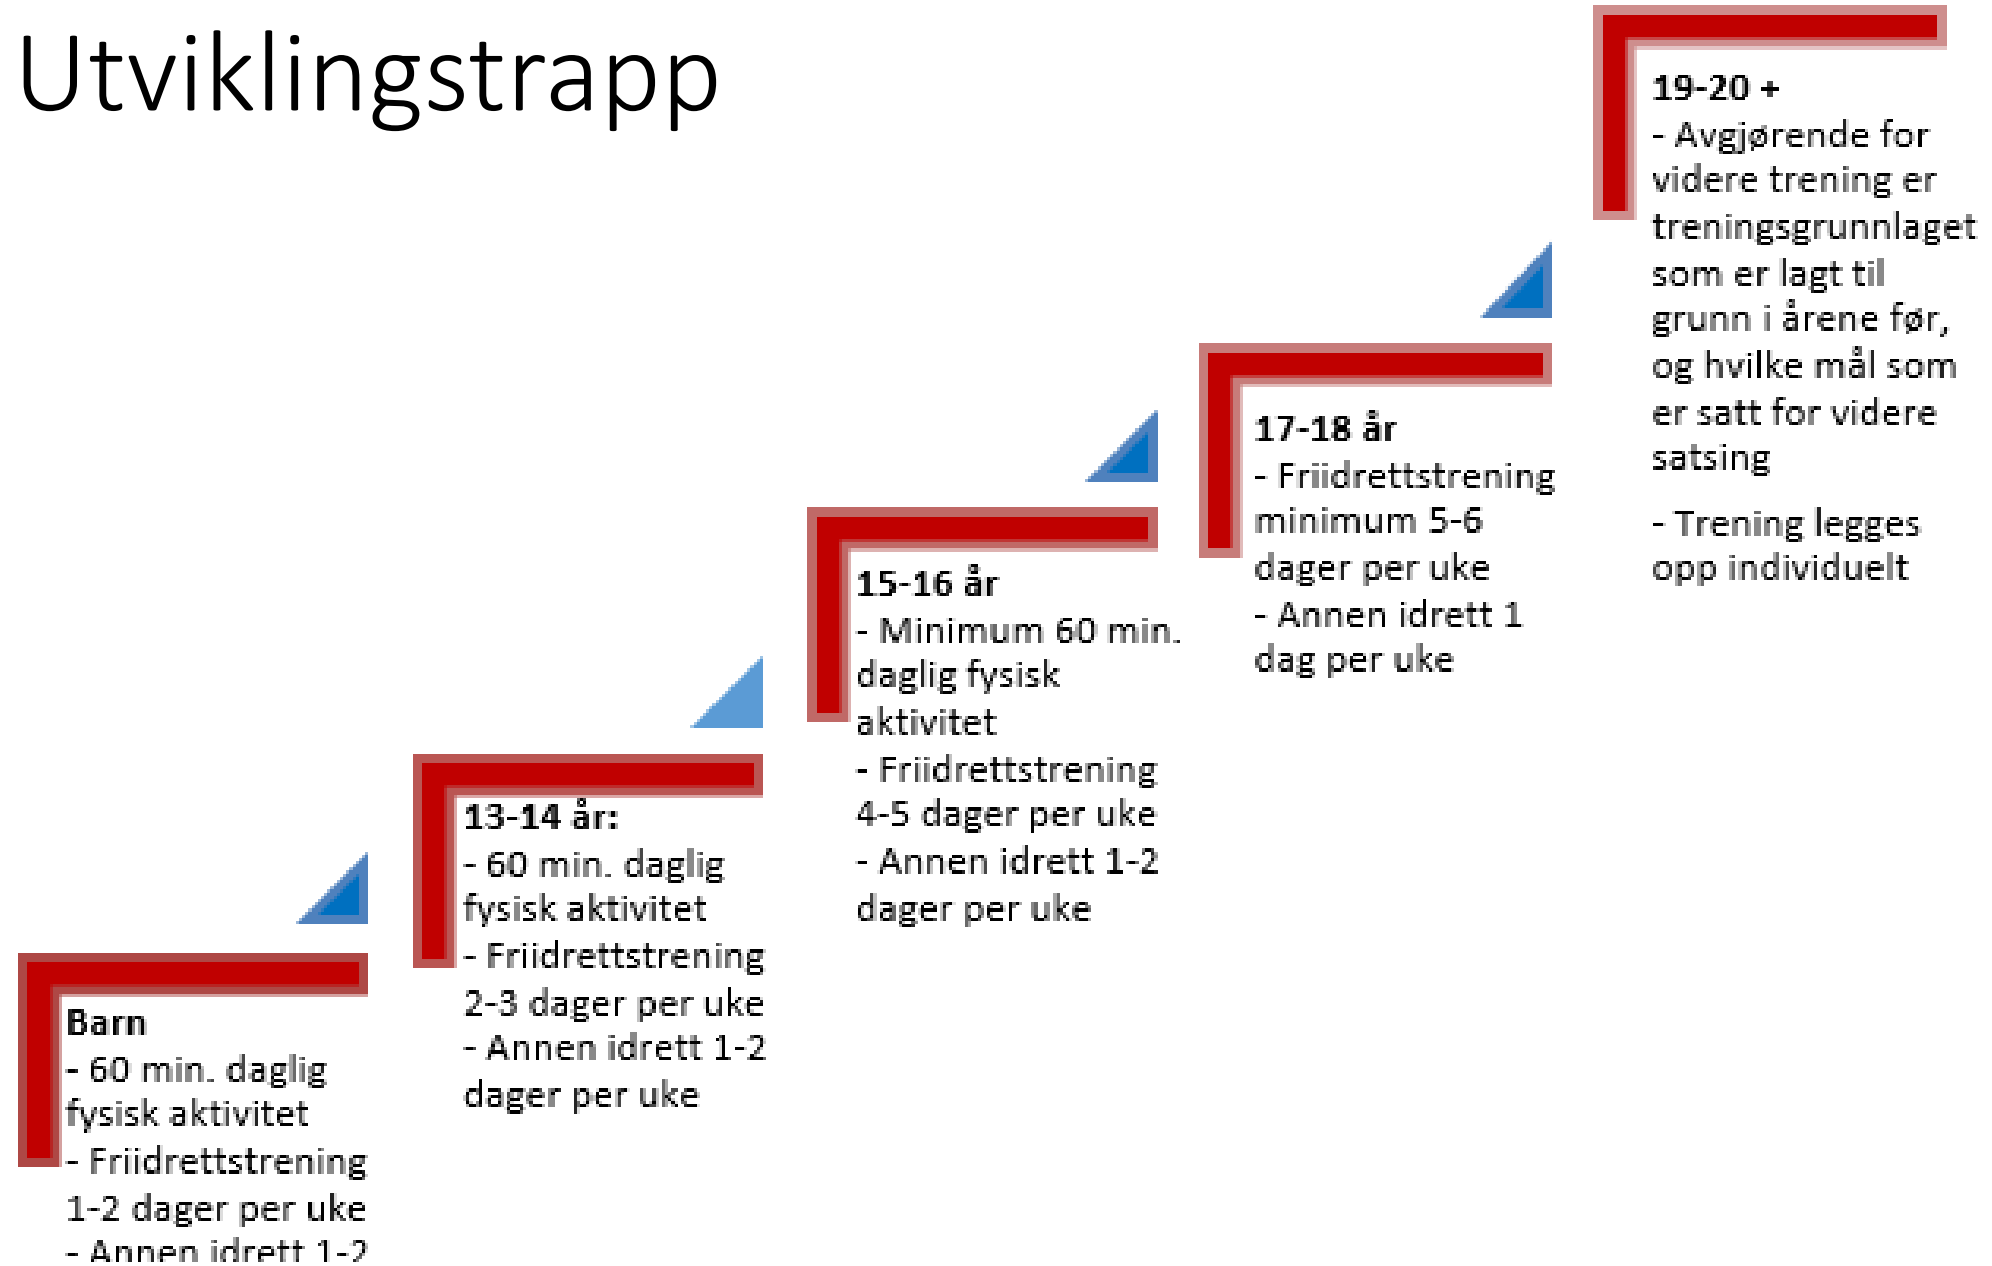 Utviklingstrapp
Barn
- 60 min. daglig
fysisk aktivitet
- Friidrettstrening
1-2 dager per uke
- Annen idrett 1-2
13-14 år:
- 60 min. daglig
fysisk aktivitet
- Friidrettstrening
2-3 dager per uke
- Annen idrett 1-2
dager per uke
15-16 år
- Minimum 60 min.
daglig fysisk
aktivitet
- Friidrettstrening
4-5 dager per uke
- Annen idrett 1-2
dager per uke
17-18 år
- Friidrettstrening
minimum 5-6
dager per uke
- Annen idrett 1
dag per uke
19-20 +
- Avgjørende for
videre trening er
treningsgrunnlaget
som er lagt til
grunn i årene før,
og hvilke mål som
er satt for videre
satsing
- Trening legges
opp individuelt